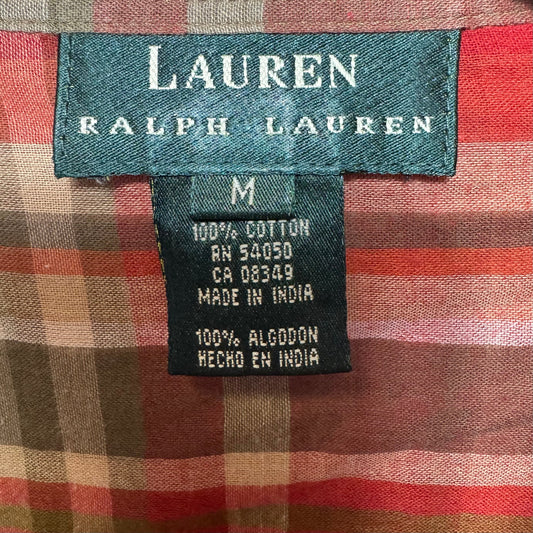 LAUREN
RALPH LAUREN
M
100% COTTON
RN 54050
CA 08349
MADE IN INDIA
100% ALGODON
HECHO EN INDIA